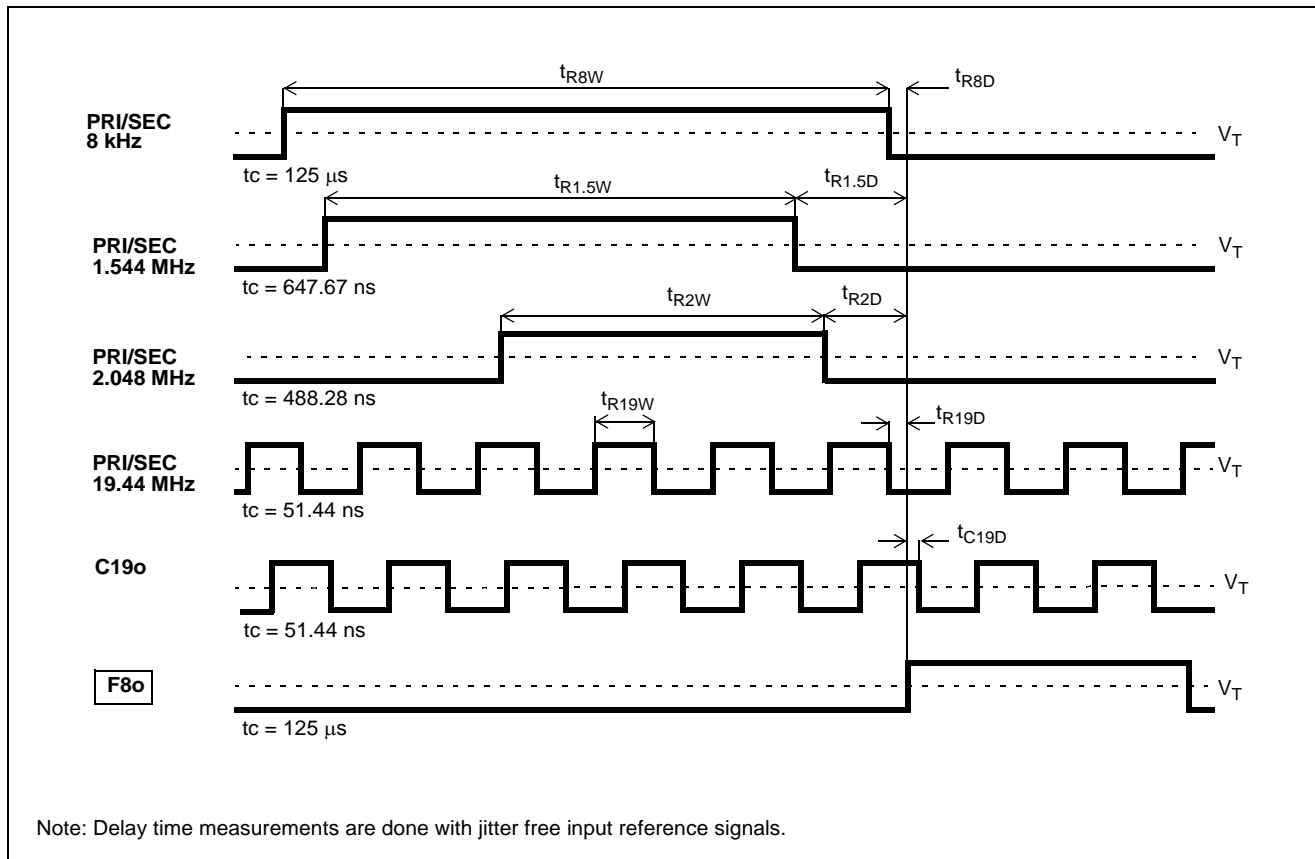 tR8W
tR8D
PRI/SEC
8 kHz
VT
tc = 125 μs
tR1.5W
tR1.5D
PRI/SEC
1.544 MHz
VT
tc = 647.67 ns
tR2W
tR2D
PRI/SEC
2.048 MHz
VT
tc = 488.28 ns
tR19W
tR19D
PRI/SEC
19.44 MHz
VT
tc = 51.44 ns
tC19D
C19o
VT
tc = 51.44 ns
F8o
VT
tc = 125 μs
Note: Delay time measurements are done with jitter free input reference signals.